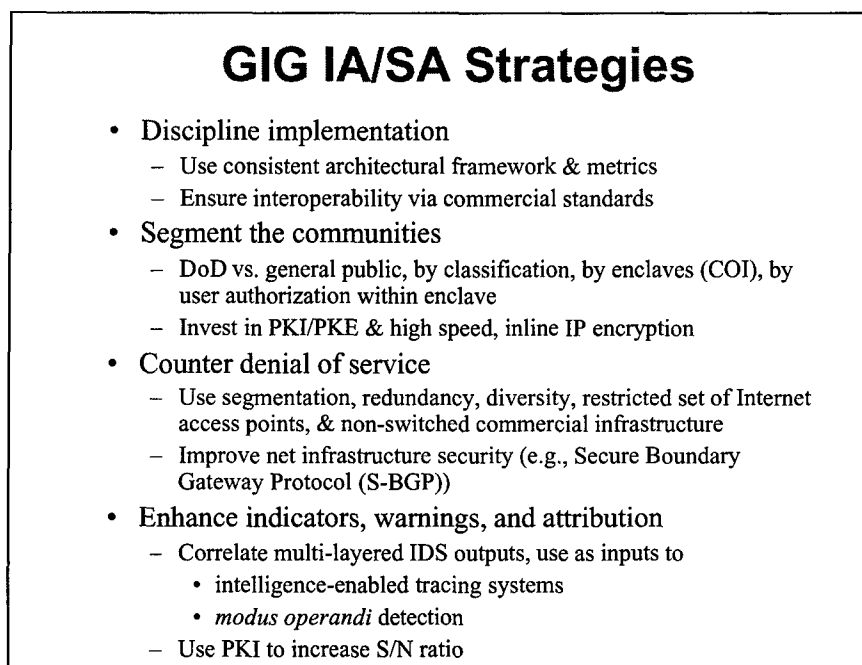 GIG IA/SA Strategies
• Discipline implementation
– Use consistent architectural framework & metrics
– Ensure interoperability via commercial standards
• Segment the communities
– DoD vs. general public, by classification, by enclaves (COI), by
user authorization within enclave
– Invest in PKI/PKE & high speed, inline IP encryption
• Counter denial of service
– Use segmentation, redundancy, diversity, restricted set of Internet
access points, & non-switched commercial infrastructure
– Improve net infrastructure security (e.g., Secure Boundary
Gateway Protocol (S-BGP))
• Enhance indicators, warnings, and attribution
– Correlate multi-layered IDS outputs, use as inputs to
• intelligence-enabled tracing systems
• modus operandi detection
– Use PKI to increase S/N ratio